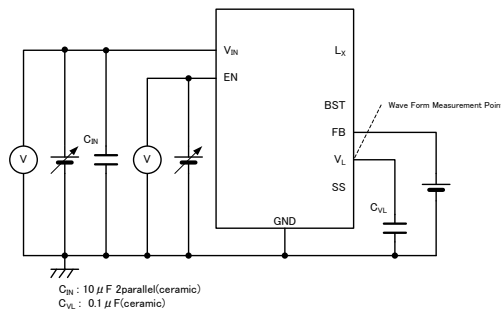 VIN
LX
EN
BST
Wave Form Measurement Point
FB
CIN
V
V
VL
SS
CVL
GND
CIN : 10 μF 2parallel(ceramic)
CVL : 0.1 μF(ceramic)